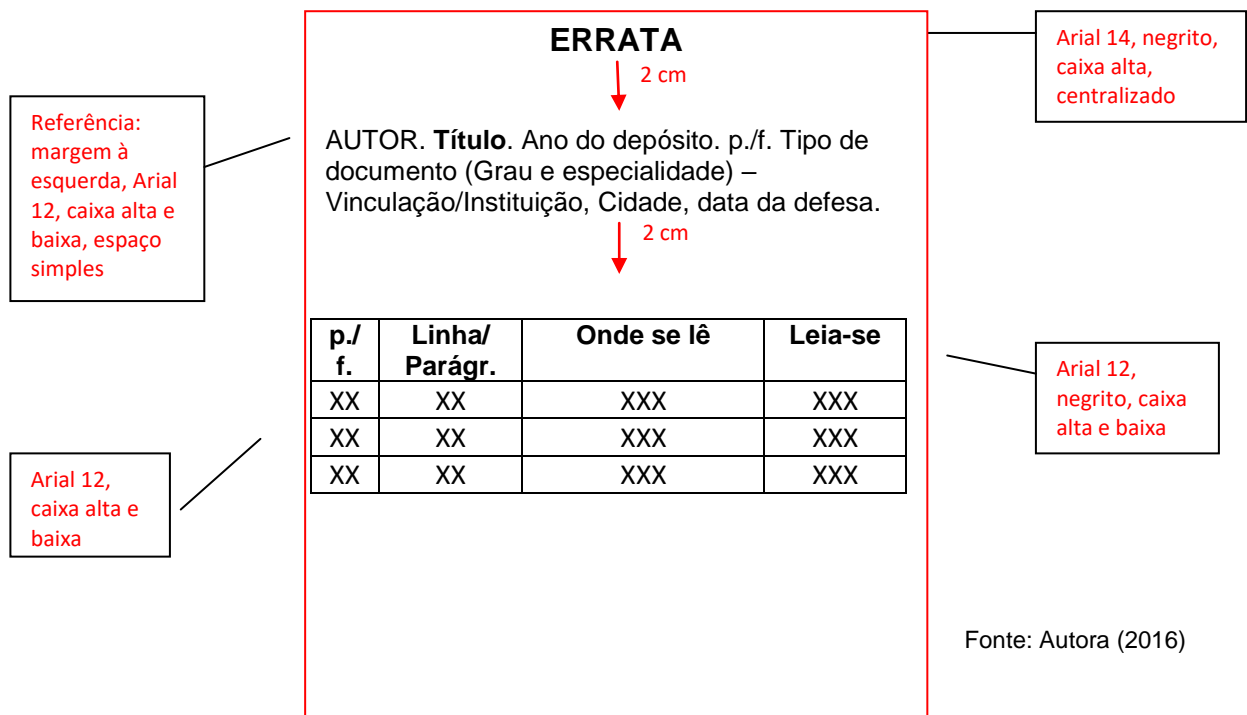 ERRATA
2 cm
Arial 14, negrito,
caixa alta,
centralizado
Referência:
margem à
esquerda, Arial
12, caixa alta e
baixa, espaço
simples
AUTOR. Título. Ano do depósito. p./f. Tipo de
documento (Grau e especialidade) –
Vinculação/Instituição, Cidade, data da defesa.
2 cm
p./ Linha/ Onde se lê Leia-se
f. Parágr.
XX XX XXX XXX
XX XX XXX XXX
XX XX XXX XXX
Arial 12,
negrito, caixa
alta e baixa
Arial 12,
caixa alta e
baixa
Fonte: Autora (2016)